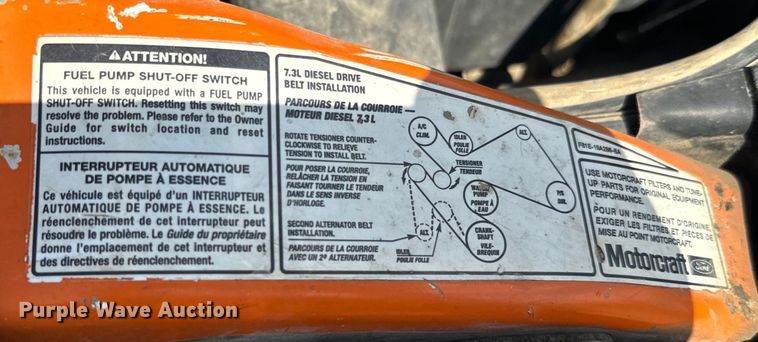 ATTENTION!
FUEL PUMP SHUT-OFF SWITCH
This vehicle is equipped with a FUEL PUMP
SHUT-OFF SWITCH. Resetting this switch may
resolve the problem. Please refer to the Owner
Guide for switch location and reset
instructions.
INTERRUPTEUR AUTOMATIQUE
DE POMPE À ESSENCE
Ce véhicule est équipé d'un INTERRUPTEUR
AUTOMATIQUE DE POMPE À ESSENCE. Le
réenclenchement de cet interrupteur peut
résoudre le problème. Le Guide du propriétaire
donne l'emplacement de cet interrupteur et
des directives de réenclenchement.
7.3L DIESEL DRIVE
BELT INSTALLATION
PARCOURS DE LA COURROIE —
MOTEUR DIESEL 7,3 L
ROTATE TENSIONER COUNTER-
CLOCKWISE TO RELIEVE
TENSION TO INSTALL BELT.
POUR POSER LA COURROIE,
RELÂCHER LA TENSION EN
FAISANT TOURNER LE TENDEUR
DANS LE SENS INVERSE
D'HORLOGE.
SECOND ALTERNATOR BELT
INSTALLATION.
PARCOURS DE LA COURROIE
AVEC UN 2e ALTERNATEUR.
A/C
CLIM.
IDLER
POULIE
FOLLE
ALT.
TENSIONER
TENDEUR
WATER
PUMP
POMPE À
EAU
P/S
DIR.
ALT.
IDLER
POULIE FOLLE
CRANK-
SHAFT
VILE-
BREQUIN
USE MOTORCRAFT FILTERS AND TUNE-
UP PARTS FOR ORIGINAL EQUIPMENT
PERFORMANCE.
POUR UN RENDEMENT D'ORIGINE,
EXIGER LES FILTRES ET PIÈCES DE
MISE AU POINT MOTORCRAFT.
Motorcraft
Ford
Purple Wave Auction